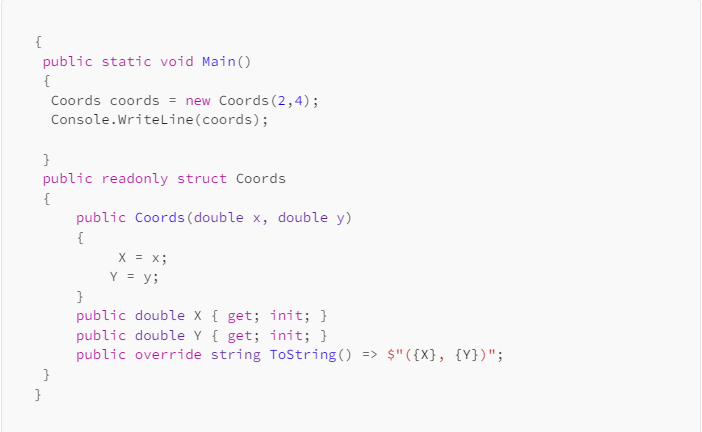 {
public static void Main()
{
Coords coords = new Coords(2,4);
Console.WriteLine(coords);
}
public readonly struct Coords
{
public Coords(double x, double y)
{
X = x;
Y = y;
}
public double X { get; init; }
public double Y { get; init; }
public override string ToString() => $"({X}, {Y})";
}
}